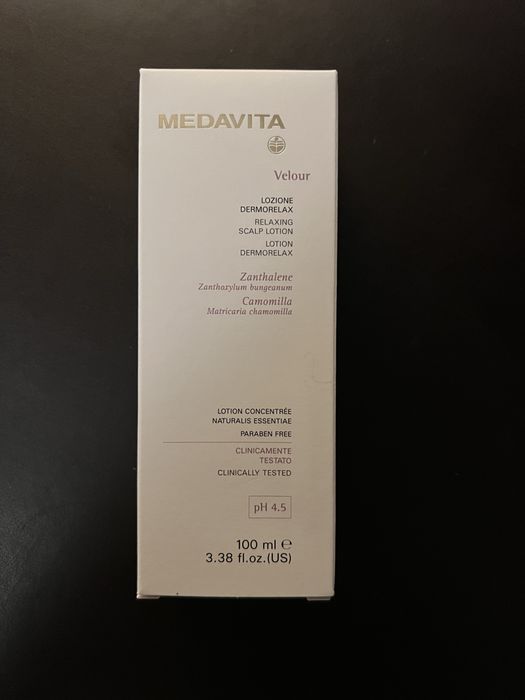 MEDAVITA
Velour
LOZIONE
DERMORELAX
RELAXING
SCALP LOTION
LOTION
DERMORELAX
Zanthalene
Zanthoxylum bungeanum
Camomilla
Matricaria chamomilla
LOTION CONCENTRÉE
NATURALIS ESSENTIAE
PARABEN FREE
CLINICAMENTE
TESTATO
CLINICALLY TESTED
pH 4.5
100 ml ℮
3.38 fl.oz.(US)